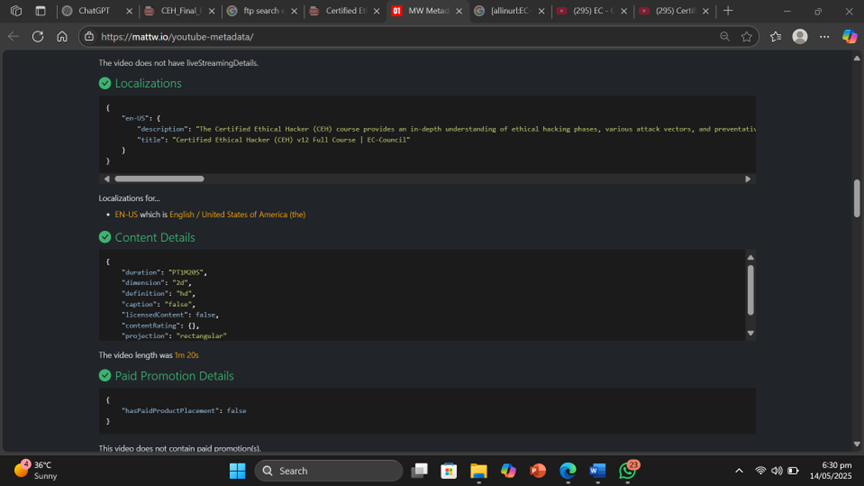 ChatGPT
CEH_Final_
ftp search
Certified Et
MW Metad
[allinurl:EC-
(295) EC - C
(295) Certi
https://mattw.io/youtube-metadata/
The video does not have liveStreamingDetails.
Localizations
{
"en-US": {
"description": "The Certified Ethical Hacker (CEH) course provides an in-depth understanding of ethical hacking phases, various attack vectors, and preventativ
"title": "Certified Ethical Hacker (CEH) v12 Full Course | EC-Council"
}
}
Localizations for...
• EN-US which is English / United States of America (the)
Content Details
{
"duration": "PT1M20S",
"dimension": "2d",
"definition": "hd",
"caption": "false",
"licensedContent": false,
"contentRating": {},
"projection": "rectangular"
The video length was 1m 20s
Paid Promotion Details
{
"hasPaidProductPlacement": false
}
This video does not contain paid promotion(s).
4
36°C
Sunny
Search
23
6:30 pm
14/05/2025